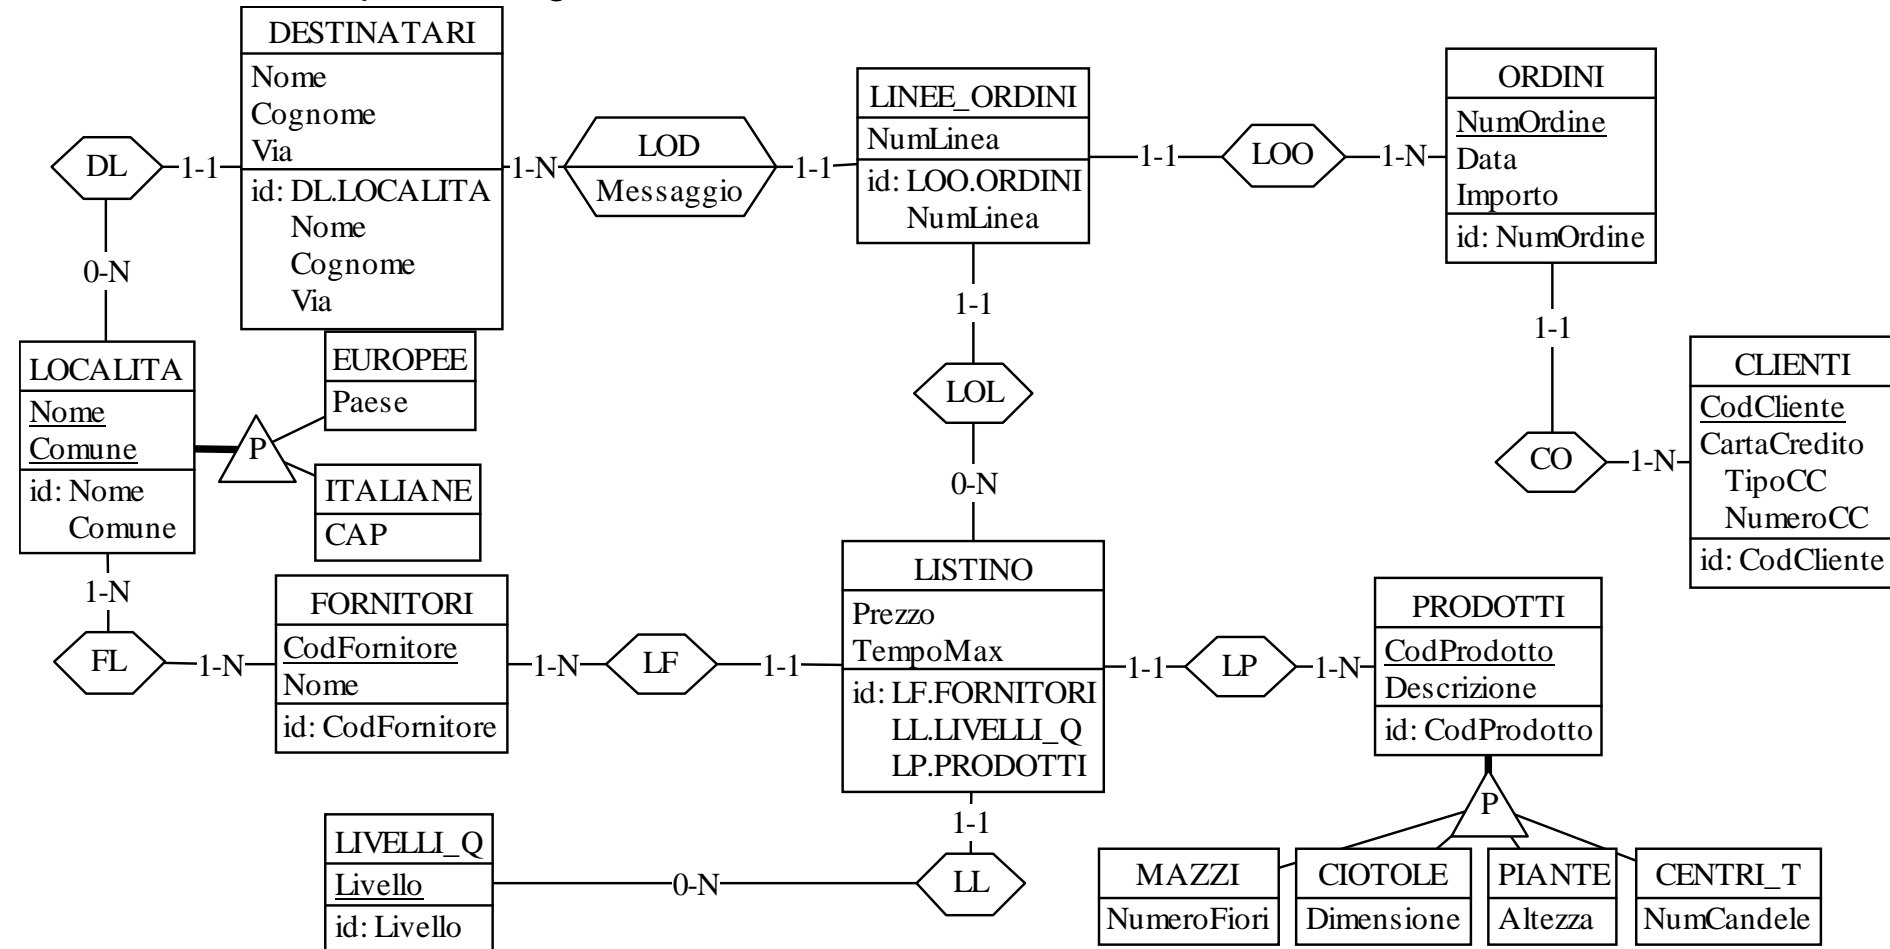 DESTINATARI
Nome
Cognome
Via
id: DL.LOCALITA
Nome
Cognome
Via
DL
1-1
0-N
1-N
LOD
Messaggio
1-1
LINEE_ORDINI
NumLinea
id: LOO.ORDINI
NumLinea
1-1
LOO
1-N
ORDINI
NumOrdine
Data
Importo
id: NumOrdine
1-1
CO
1-N
CLIENTI
CodCliente
CartaCredito
TipoCC
NumeroCC
id: CodCliente
1-1
LOL
0-N
LOCALITA
Nome
Comune
id: Nome
Comune
P
EUROPEE
Paese
ITALIANE
CAP
1-N
FL
1-N
FORNITORI
CodFornitore
Nome
id: CodFornitore
1-N
LF
1-1
LISTINO
Prezzo
TempoMax
id: LF.FORNITORI
LL.LIVELLI_Q
LP.PRODOTTI
1-1
LP
1-N
PRODOTTI
CodProdotto
Descrizione
id: CodProdotto
P
1-1
LL
0-N
LIVELLI_Q
Livello
id: Livello
MAZZI
NumeroFiori
CIOTOLE
Dimensione
PIANTE
Altezza
CENTRI_T
NumCandele